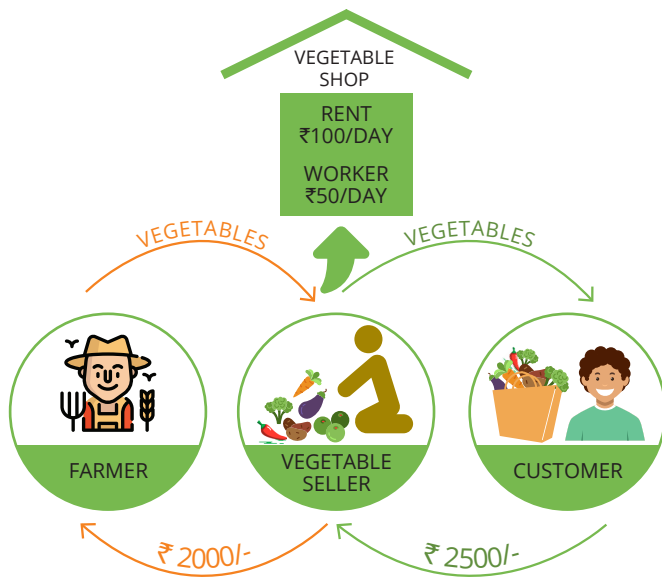 VEGETABLE
SHOP
RENT
₹100/DAY
WORKER
₹50/DAY
VEGETABLES
VEGETABLES
FARMER
VEGETABLE
SELLER
CUSTOMER
₹ 2000/-
₹ 2500/-